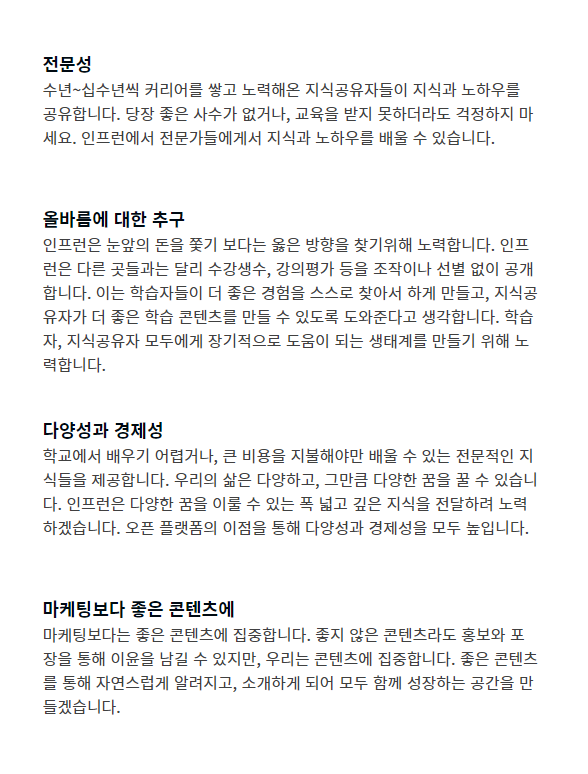 전문성
수년~십수년씩 커리어를 쌓고 노력해온 지식공유자들이 지식과 노하우를
공유합니다. 당장 좋은 사수가 없거나, 교육을 받지 못하더라도 걱정하지 마
세요. 인프런에서 전문가들에게서 지식과 노하우를 배울 수 있습니다.
올바름에 대한 추구
인프런은 눈앞의 돈을 쫓기 보다는 옳은 방향을 찾기위해 노력합니다. 인프
런은 다른 곳들과는 달리 수강생수, 강의평가 등을 조작이나 선별 없이 공개
합니다. 이는 학습자들이 더 좋은 경험을 스스로 찾아서 하게 만들고, 지식공
유자가 더 좋은 학습 콘텐츠를 만들 수 있도록 도와준다고 생각합니다. 학습
자, 지식공유자 모두에게 장기적으로 도움이 되는 생태계를 만들기 위해 노
력합니다.
다양성과 경제성
학교에서 배우기 어렵거나, 큰 비용을 지불해야만 배울 수 있는 전문적인 지
식들을 제공합니다. 우리의 삶은 다양하고, 그만큼 다양한 꿈을 꿀 수 있습니
다. 인프런은 다양한 꿈을 이룰 수 있는 폭 넓고 깊은 지식을 전달하려 노력
하겠습니다. 오픈 플랫폼의 이점을 통해 다양성과 경제성을 모두 높입니다.
마케팅보다 좋은 콘텐츠에
마케팅보다는 좋은 콘텐츠에 집중합니다. 좋지 않은 콘텐츠라도 홍보와 포
장을 통해 이윤을 남길 수 있지만, 우리는 콘텐츠에 집중합니다. 좋은 콘텐츠
를 통해 자연스럽게 알려지고, 소개하게 되어 모두 함께 성장하는 공간을 만
들겠습니다.